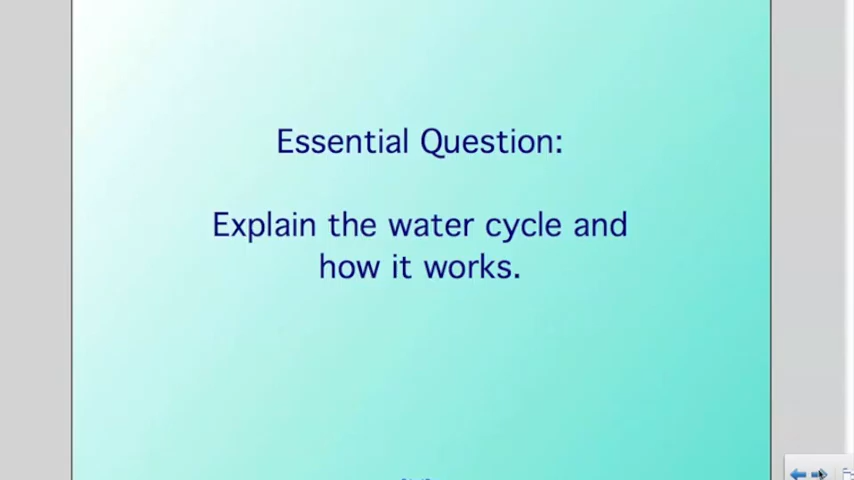 Essential Question:
Explain the water cycle and
how it works.